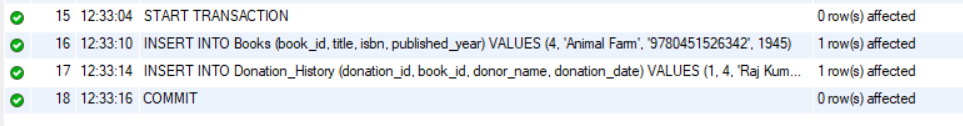 15 12:33:04 START TRANSACTION 0 row(s) affected
16 12:33:10 INSERT INTO Books (book_id, title, isbn, published_year) VALUES (4, 'Animal Farm', '9780451526342', 1945) 1 row(s) affected
17 12:33:14 INSERT INTO Donation_History (donation_id, book_id, donor_name, donation_date) VALUES (1, 4, 'Raj Kum... 1 row(s) affected
18 12:33:16 COMMIT 0 row(s) affected